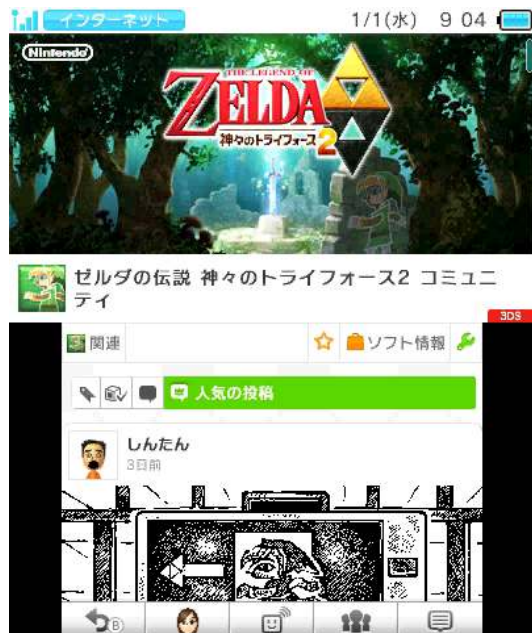 インターネット 1/1(水) 9 04
Nintendo
THE LEGEND OF
ZELDA
神々のトライフォース2
ゼルダの伝説 神々のトライフォース2 コミュニ
ティ
3DS
関連 ソフト情報
人気の投稿
しんたん
3日前
B